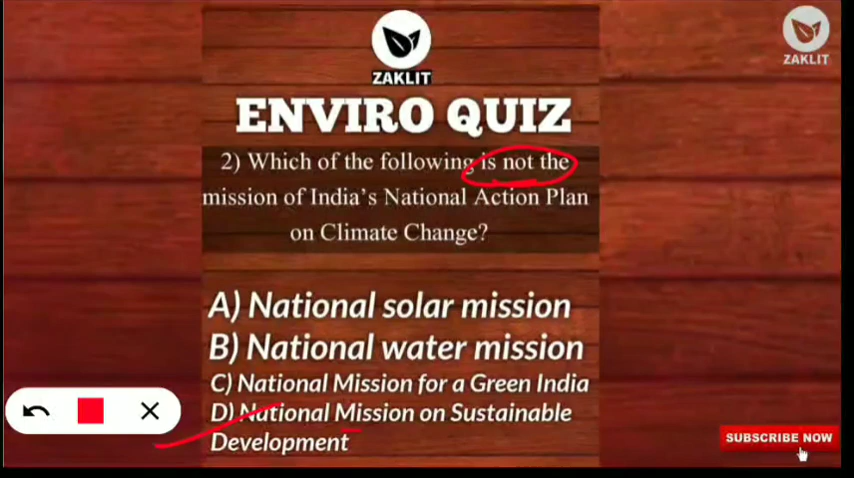 ZAKLIT
ZAKLIT
ENVIRO QUIZ
2) Which of the following is not the
mission of India's National Action Plan
on Climate Change?
A) National solar mission
B) National water mission
C) National Mission for a Green India
D) National Mission on Sustainable
Development
SUBSCRIBE NOW